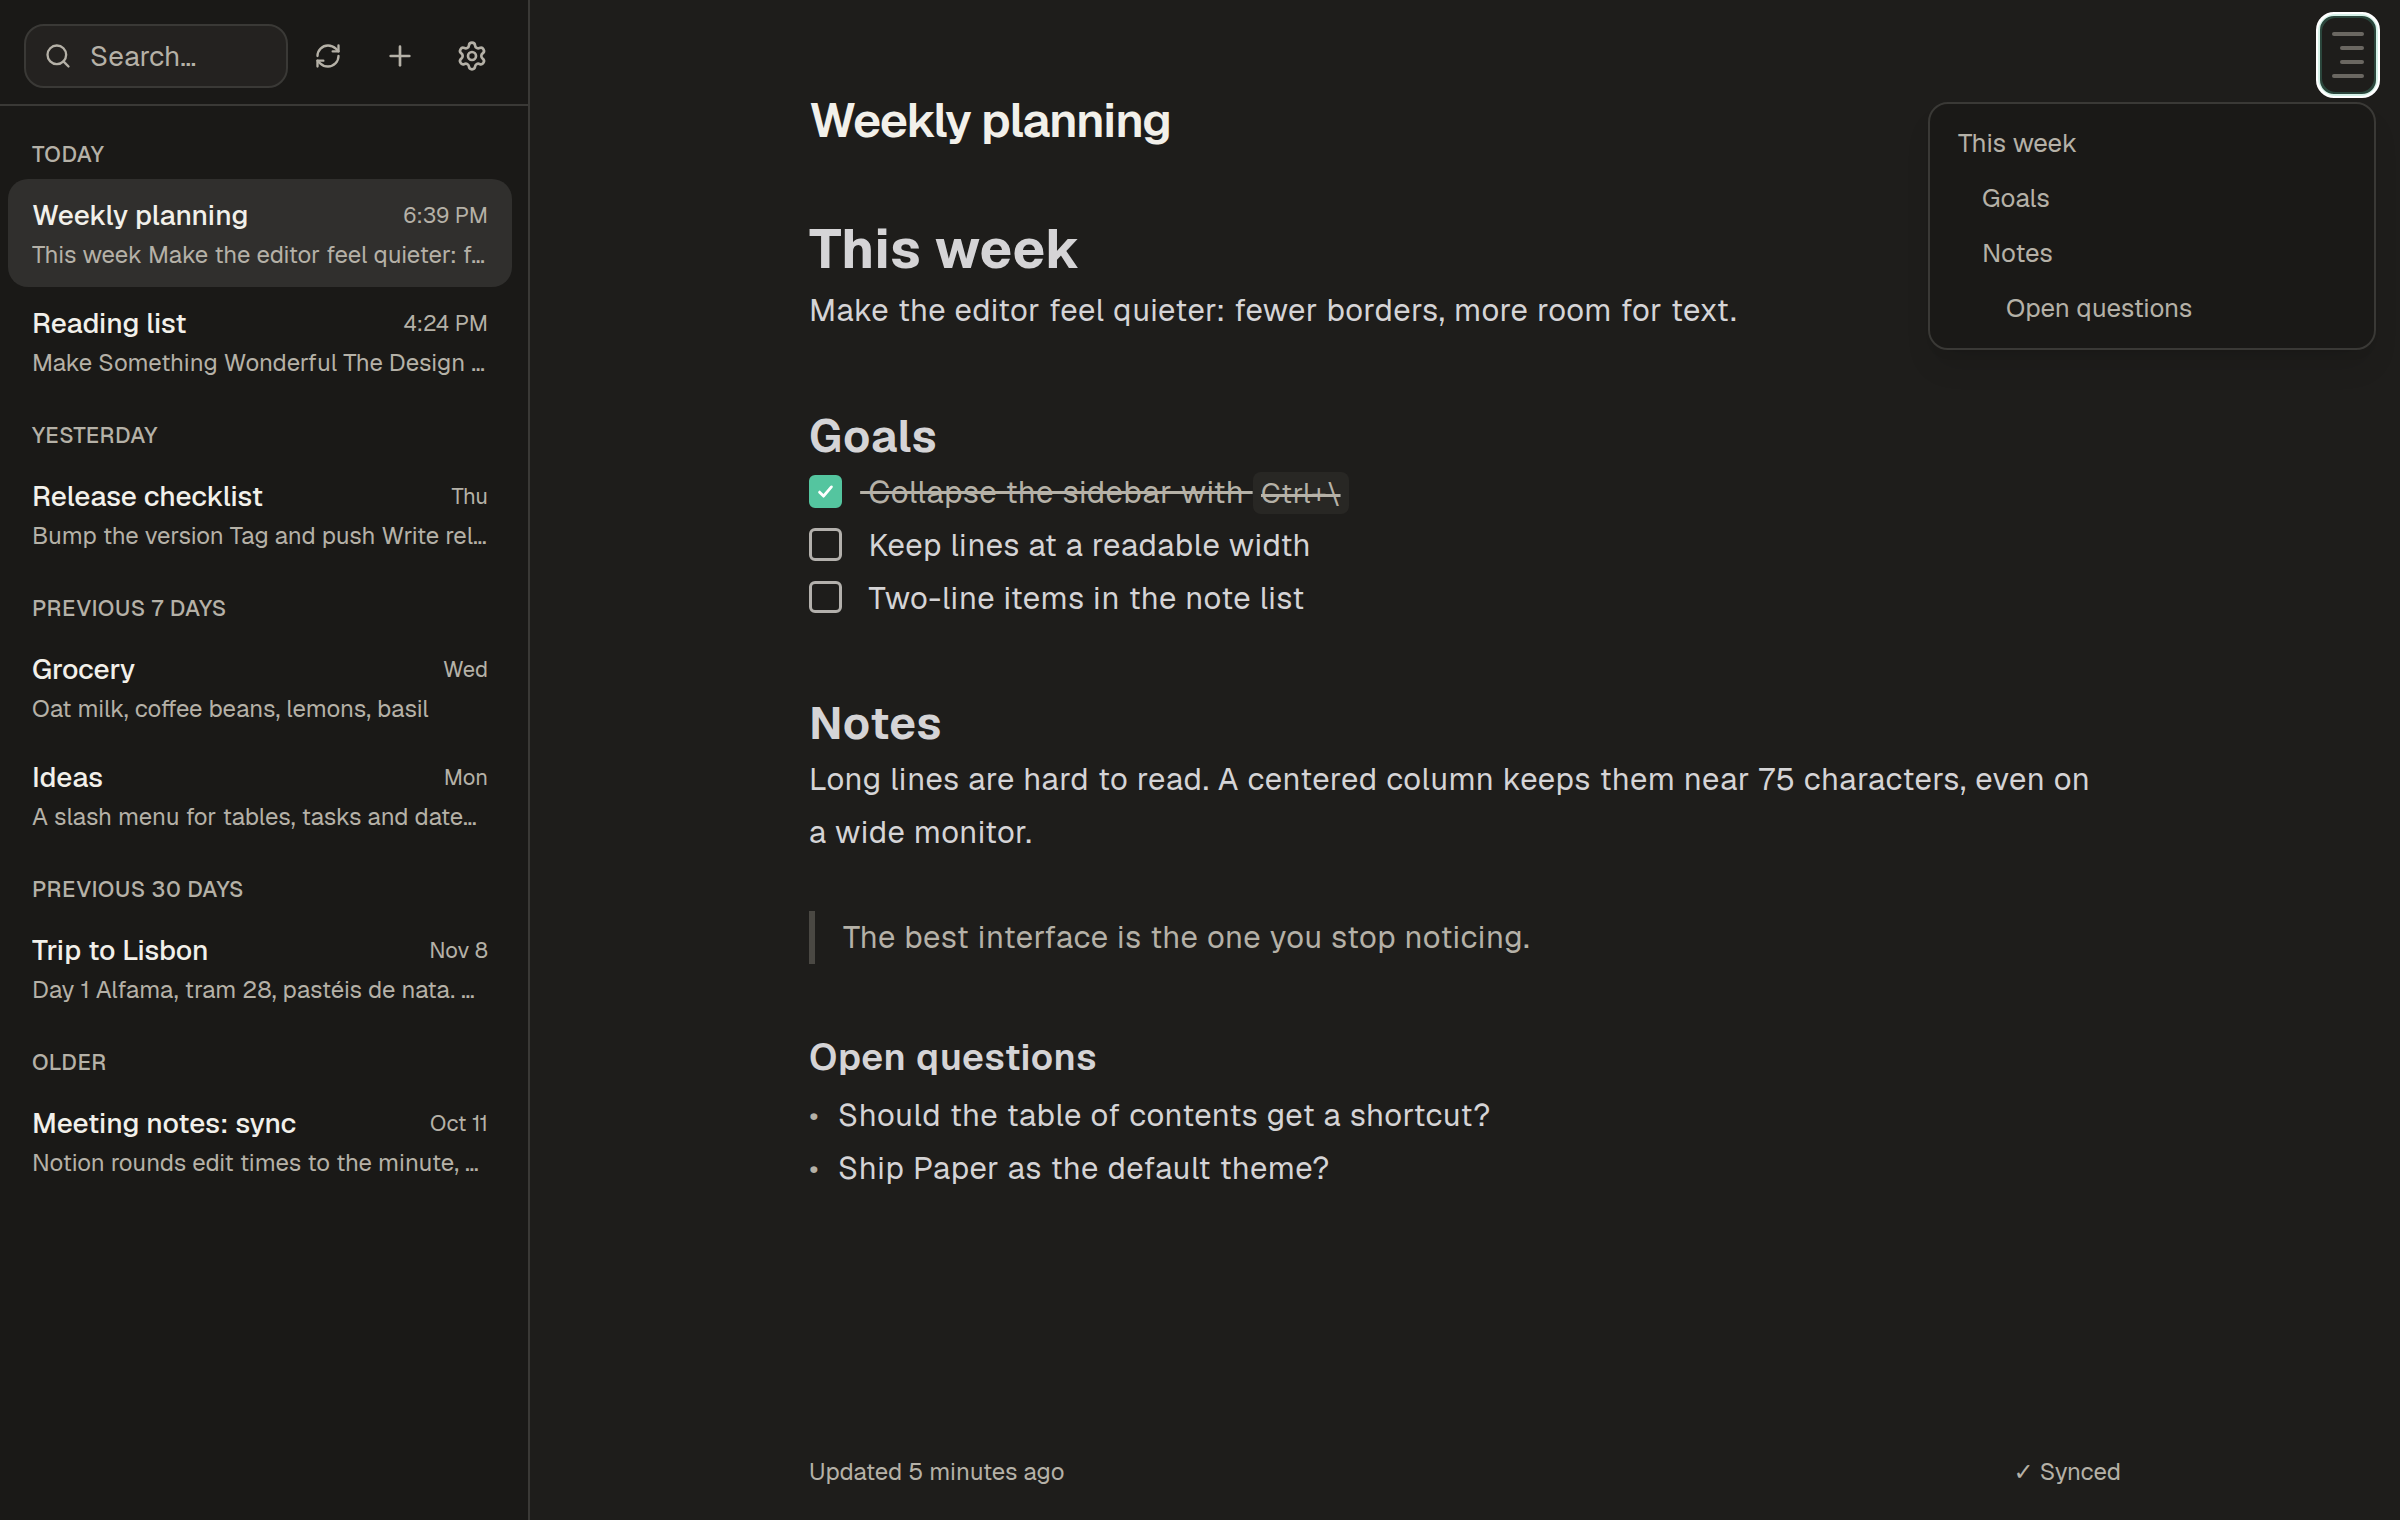 Search...
TODAY
Weekly planning 6:39 PM
This week Make the editor feel quieter: f...
Reading list 4:24 PM
Make Something Wonderful The Design ...
YESTERDAY
Release checklist Thu
Bump the version Tag and push Write rel...
PREVIOUS 7 DAYS
Grocery Wed
Oat milk, coffee beans, lemons, basil
Ideas Mon
A slash menu for tables, tasks and date...
PREVIOUS 30 DAYS
Trip to Lisbon Nov 8
Day 1 Alfama, tram 28, pastéis de nata. ...
OLDER
Meeting notes: sync Oct 11
Notion rounds edit times to the minute, ...
Weekly planning
This week
Make the editor feel quieter: fewer borders, more room for text.
Goals
Collapse the sidebar with Ctrl+\
Keep lines at a readable width
Two-line items in the note list
Notes
Long lines are hard to read. A centered column keeps them near 75 characters, even on
a wide monitor.
The best interface is the one you stop noticing.
Open questions
• Should the table of contents get a shortcut?
• Ship Paper as the default theme?
Updated 5 minutes ago
✓ Synced
This week
Goals
Notes
Open questions